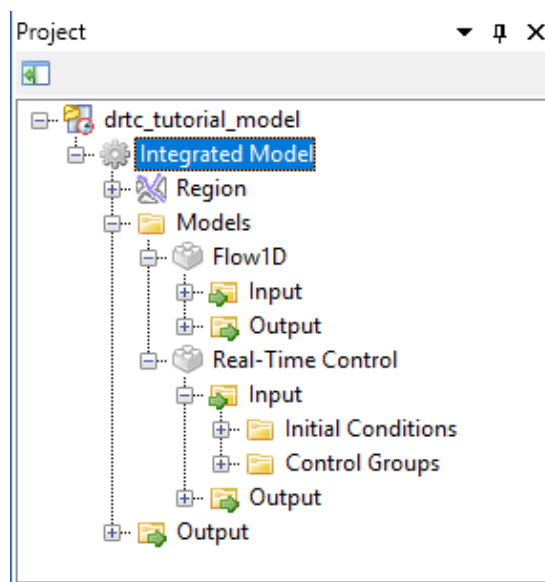 Project
drtc_tutorial_model
Integrated Model
Region
Models
Flow1D
Input
Output
Real-Time Control
Input
Initial Conditions
Control Groups
Output
Output